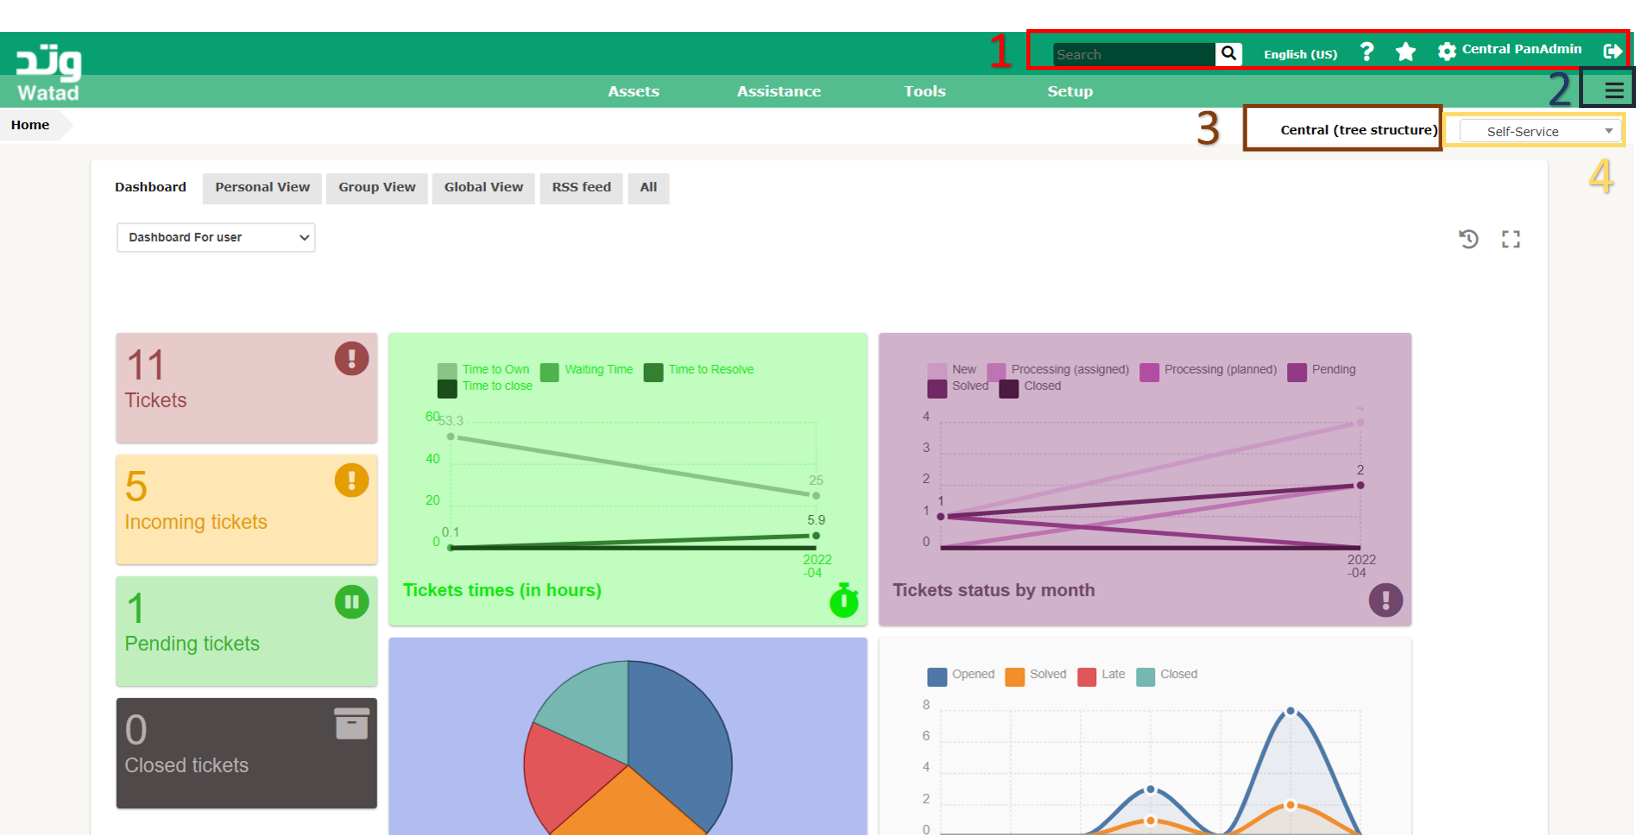 1
Search
English (US)
Central PanAdmin
وتد
Watad
Assets
Assistance
Tools
Setup
2
Home
3
Central (tree structure)
Self-Service
4
Dashboard
Personal View
Group View
Global View
RSS feed
All
Dashboard For user
11
Tickets
5
Incoming tickets
1
Pending tickets
0
Closed tickets
Time to Own
Waiting Time
Time to Resolve
Time to close
60
53.3
40
25
20
5.9
0.1
0
2022
-04
Tickets times (in hours)
New
Processing (assigned)
Processing (planned)
Pending
Solved
Closed
4
4
3
2
2
1
1
0
2022
-04
Tickets status by month
Opened
Solved
Late
Closed
8
6
4
2
0